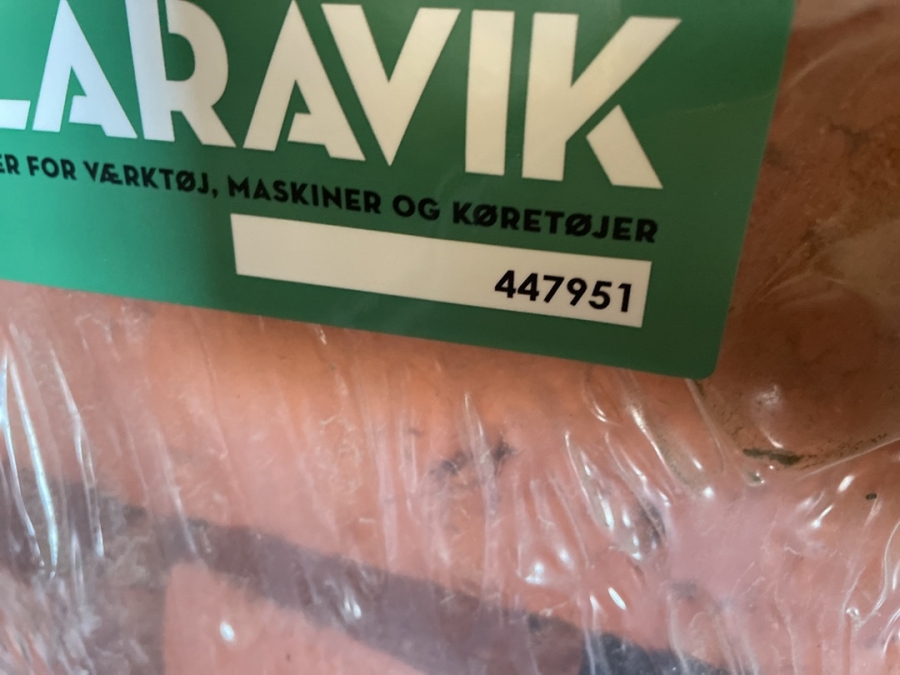 LARAVIK
ER FOR VÆRKTØJ, MASKINER OG KØRETØJER
447951